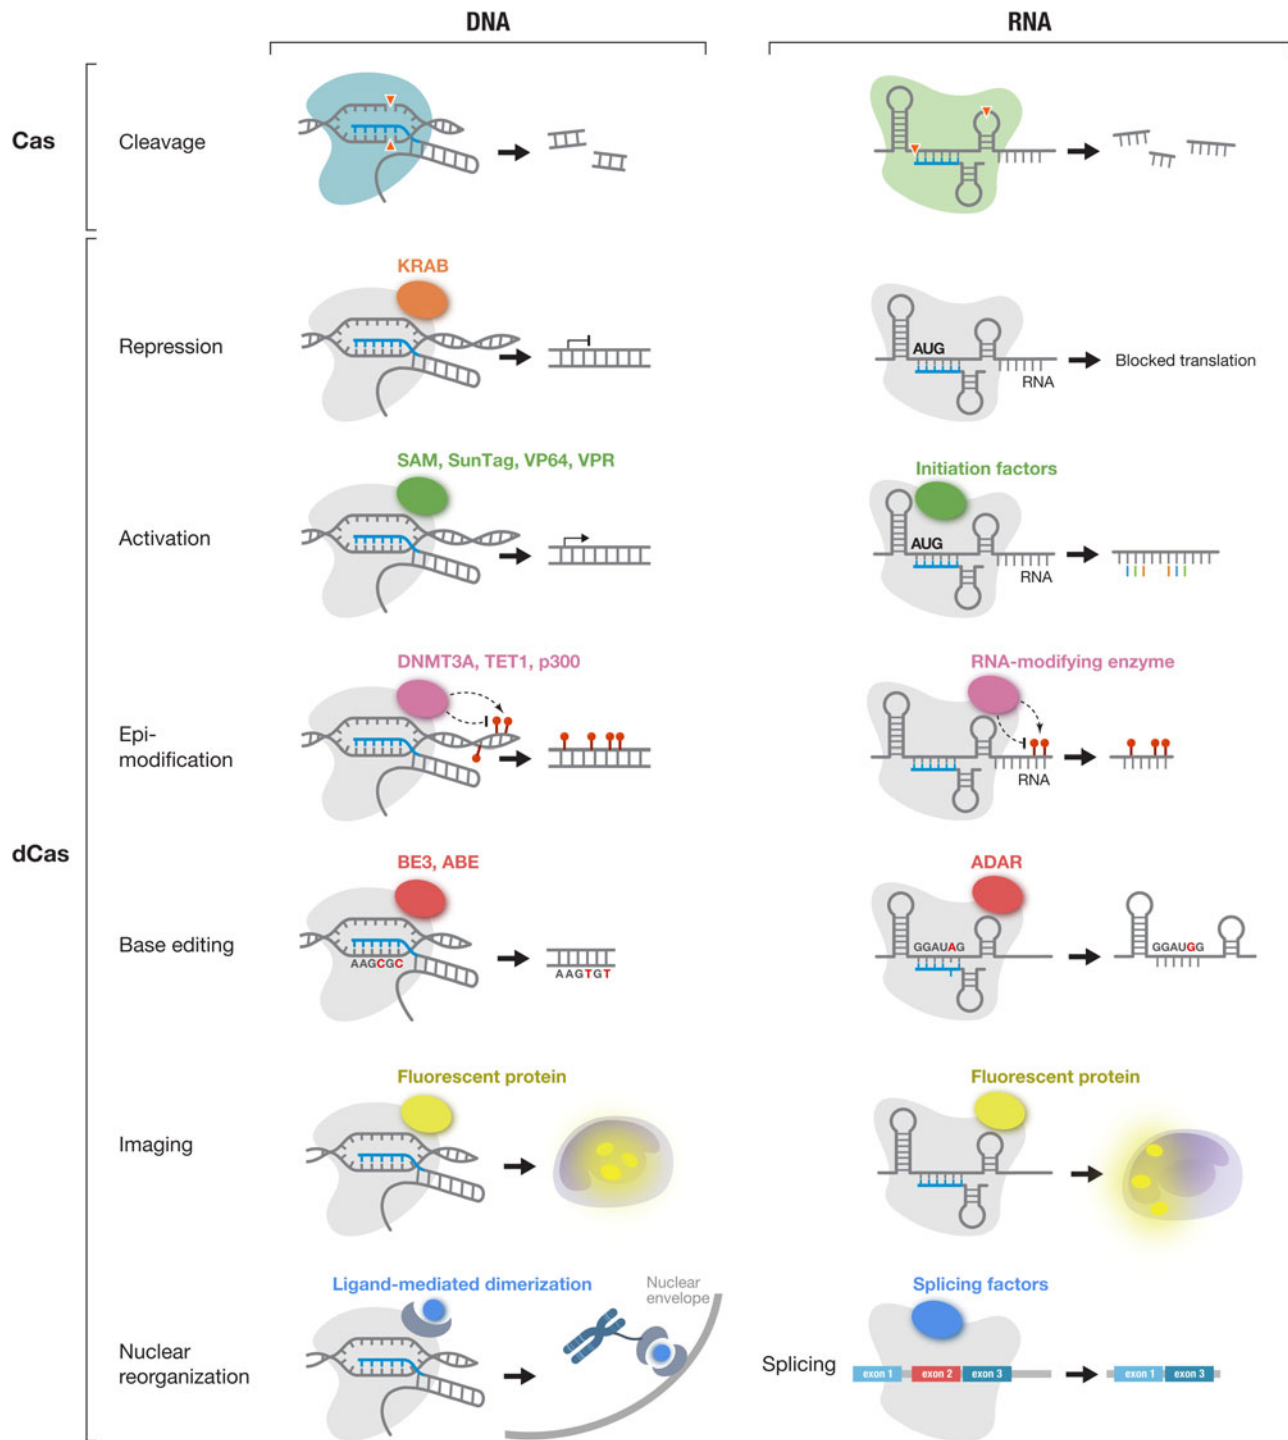 DNA
RNA
Cas
Cleavage
KRAB
Repression
AUG
RNA
Blocked translation
SAM, SunTag, VP64, VPR
Initiation factors
Activation
AUG
RNA
DNMT3A, TET1, p300
RNA-modifying enzyme
Epi-
modification
RNA
dCas
BE3, ABE
ADAR
Base editing
AAGCGC
AAGTGT
GGAUAG
GGAUGG
Fluorescent protein
Fluorescent protein
Imaging
Ligand-mediated dimerization
Nuclear
envelope
Splicing factors
Nuclear
reorganization
Splicing
exon 1
exon 2
exon 3
exon 1
exon 3